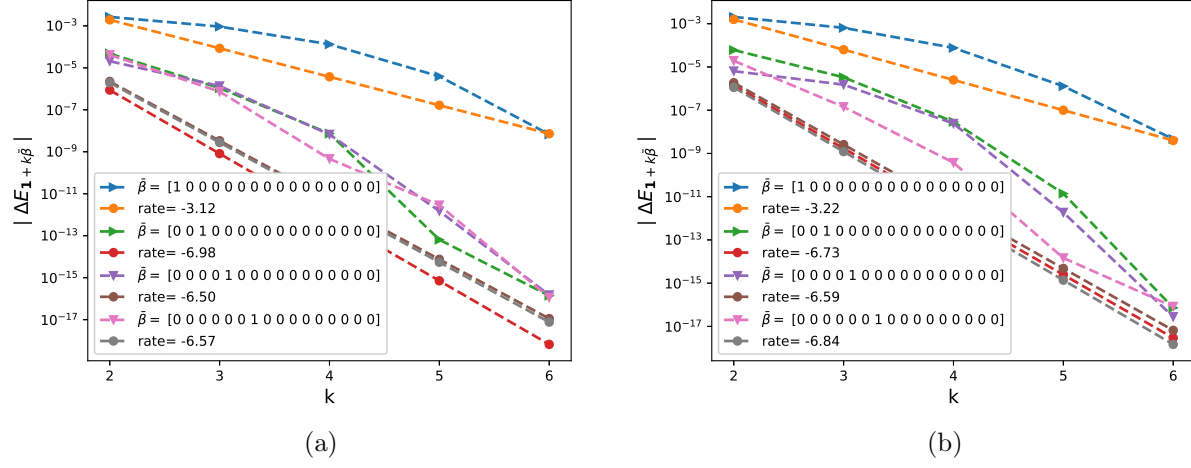 10⁻³
10⁻⁵
10⁻⁷
10⁻⁹
10⁻¹¹
10⁻¹³
10⁻¹⁵
10⁻¹⁷
| ΔE₁ ₊ ₖβ̄ |
β̄ = [1 0 0 0 0 0 0 0 0 0 0 0 0 0 0 0]
rate= -3.12
β̄ = [0 0 1 0 0 0 0 0 0 0 0 0 0 0 0 0]
rate= -6.98
β̄ = [0 0 0 0 1 0 0 0 0 0 0 0 0 0 0 0]
rate= -6.50
β̄ = [0 0 0 0 0 0 1 0 0 0 0 0 0 0 0 0]
rate= -6.57
2 3 4 5 6
k
(a)
10⁻³
10⁻⁵
10⁻⁷
10⁻⁹
10⁻¹¹
10⁻¹³
10⁻¹⁵
10⁻¹⁷
| ΔE₁ ₊ ₖβ̄ |
β̄ = [1 0 0 0 0 0 0 0 0 0 0 0 0 0 0 0]
rate= -3.22
β̄ = [0 0 1 0 0 0 0 0 0 0 0 0 0 0 0 0]
rate= -6.73
β̄ = [0 0 0 0 1 0 0 0 0 0 0 0 0 0 0 0]
rate= -6.59
β̄ = [0 0 0 0 0 0 1 0 0 0 0 0 0 0 0 0]
rate= -6.84
2 3 4 5 6
k
(b)